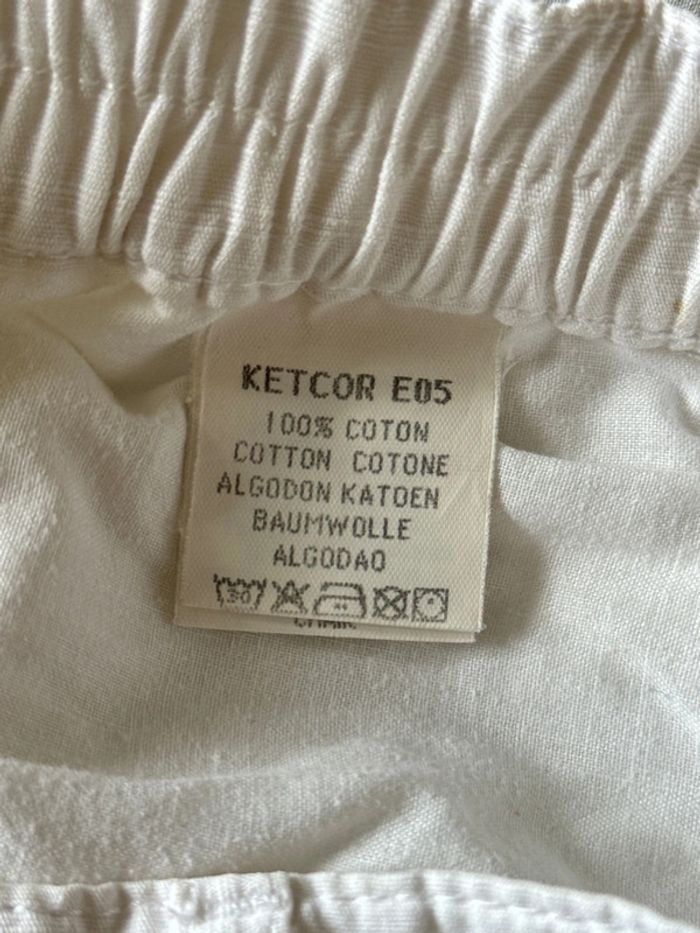 KETCOR E05
100% COTON
COTTON COTONE
ALGODON KATOEN
BAUMWOLLE
ALGODAO
30